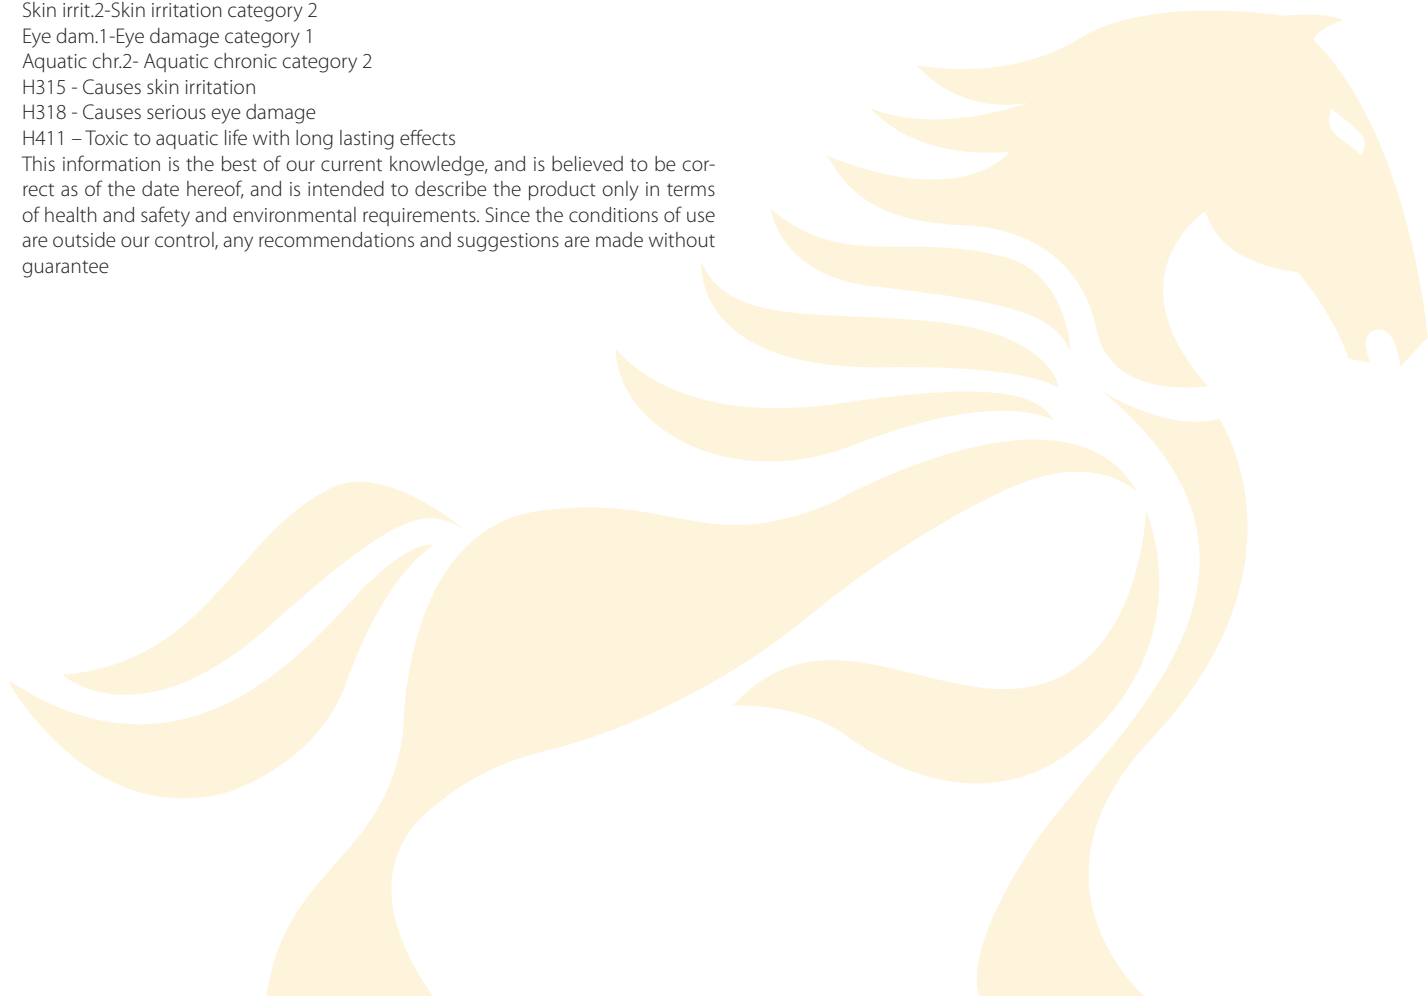 Skin irrit.2-Skin irritation category 2
Eye dam.1-Eye damage category 1
Aquatic chr.2- Aquatic chronic category 2
H315 - Causes skin irritation
H318 - Causes serious eye damage
H411 – Toxic to aquatic life with long lasting effects
This information is the best of our current knowledge, and is believed to be cor-
rect as of the date hereof, and is intended to describe the product only in terms
of health and safety and environmental requirements. Since the conditions of use
are outside our control, any recommendations and suggestions are made without
guarantee